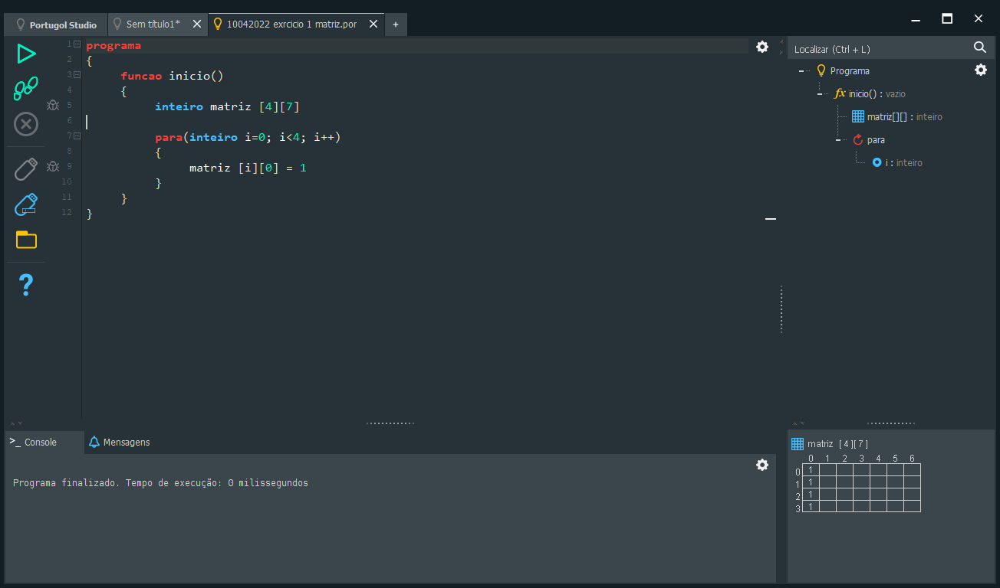 Portugol Studio
Sem título1*
10042022 exrcicio 1 matriz.por
+
1 programa
2 {
3 funcao inicio()
4 {
5 inteiro matriz [4][7]
6
7 para(inteiro i=0; i<4; i++)
8 {
9 matriz [i][0] = 1
10 }
11 }
12 }
Localizar (Ctrl + L)
Programa
fx inicio() : vazio
matriz[][] : inteiro
para
i : inteiro
?
>_ Console
Mensagens
Programa finalizado. Tempo de execução: 0 milissegundos
matriz [4][7]
0 1 2 3 4 5 6
0 1
1 1
2 1
3 1